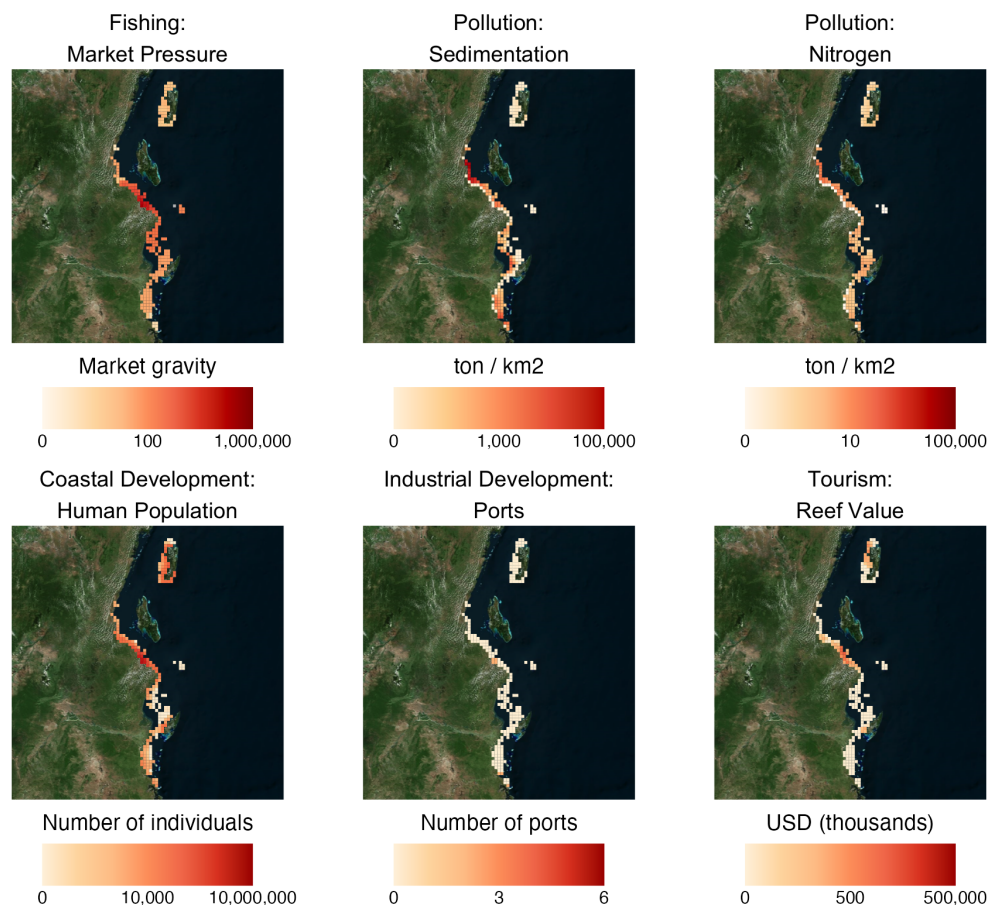 Fishing:
Market Pressure
Pollution:
Sedimentation
Pollution:
Nitrogen
Market gravity
0 100 1,000,000
ton / km2
0 1,000 100,000
ton / km2
0 10 100,000
Coastal Development:
Human Population
Industrial Development:
Ports
Tourism:
Reef Value
Number of individuals
0 10,000 10,000,000
Number of ports
0 3 6
USD (thousands)
0 500 500,000